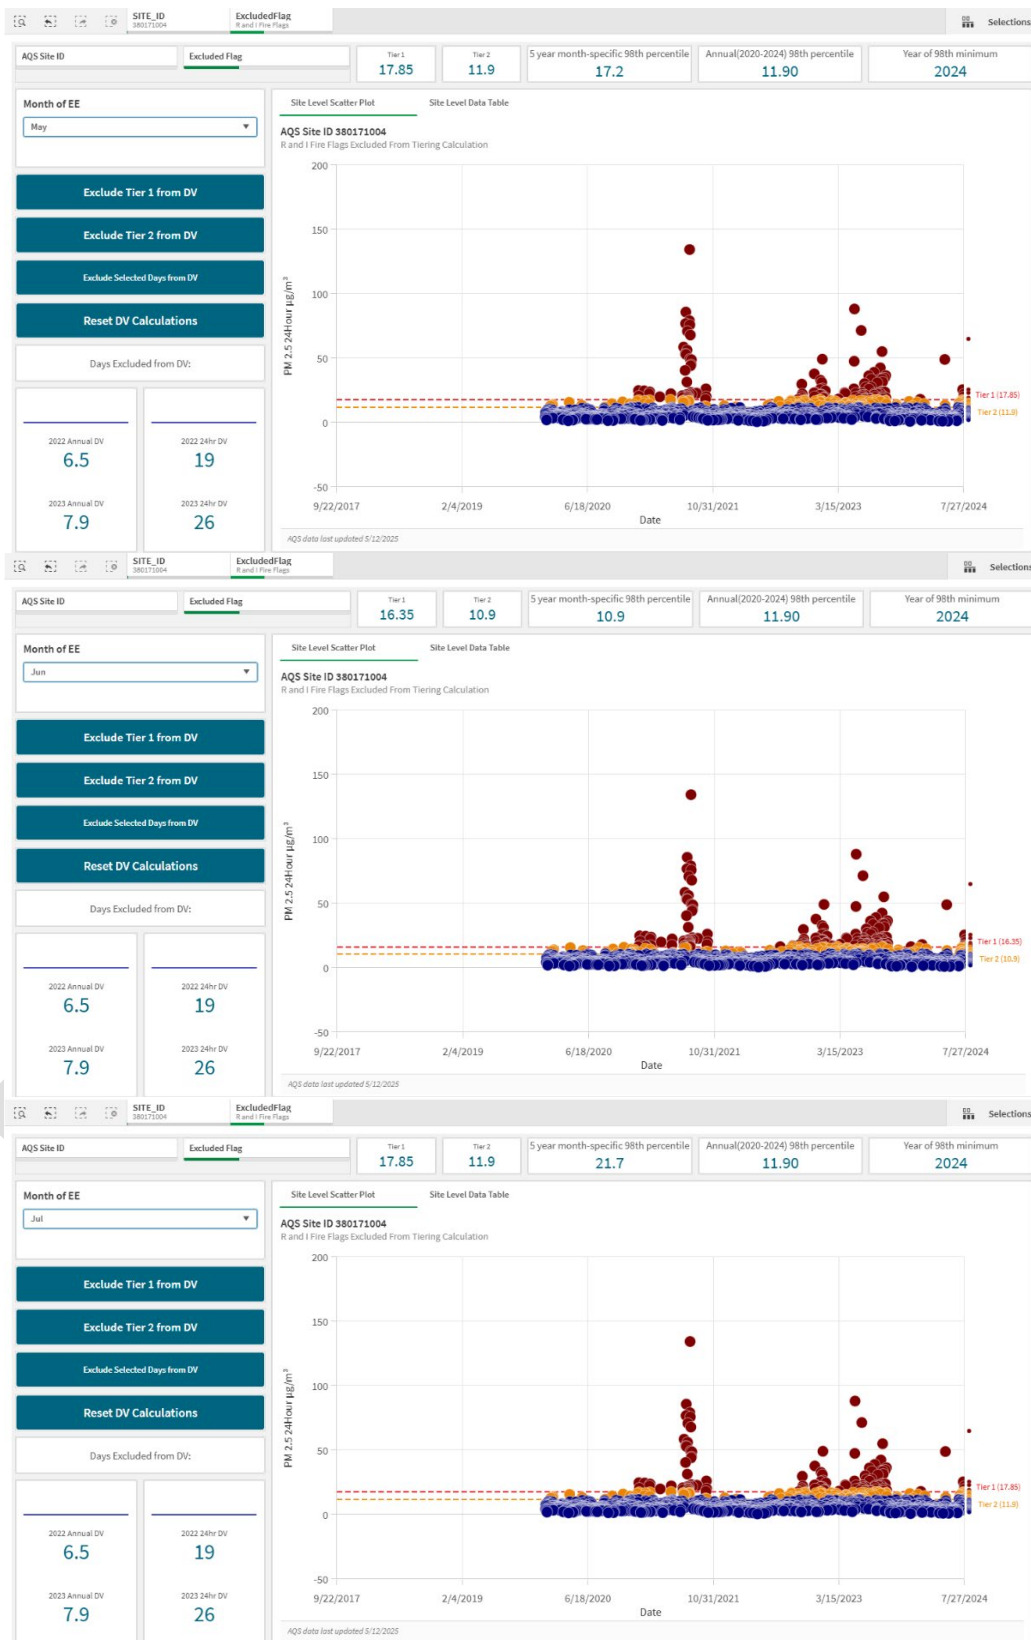 SITE_ID
380171004
ExcludedFlag
R and I Fire Flags
Selections
AQS Site ID
Excluded Flag
Tier 1
17.85
Tier 2
11.9
5 year month-specific 98th percentile
17.2
Annual(2020-2024) 98th percentile
11.90
Year of 98th minimum
2024
Month of EE
May
Exclude Tier 1 from DV
Exclude Tier 2 from DV
Exclude Selected Days from DV
Reset DV Calculations
Days Excluded from DV:
2022 Annual DV
6.5
2022 24hr DV
19
2023 Annual DV
7.9
2023 24hr DV
26
Site Level Scatter Plot
Site Level Data Table
AQS Site ID 380171004
R and I Fire Flags Excluded From Tiering Calculation
PM 2.5 24Hour µg/m³
200
150
100
50
0
-50
Tier 1 (17.85)
Tier 2 (11.9)
9/22/2017
2/4/2019
6/18/2020
10/31/2021
3/15/2023
7/27/2024
Date
AQS data last updated 5/12/2025
SITE_ID
380171004
ExcludedFlag
R and I Fire Flags
Selections
AQS Site ID
Excluded Flag
Tier 1
16.35
Tier 2
10.9
5 year month-specific 98th percentile
10.9
Annual(2020-2024) 98th percentile
11.90
Year of 98th minimum
2024
Month of EE
Jun
Exclude Tier 1 from DV
Exclude Tier 2 from DV
Exclude Selected Days from DV
Reset DV Calculations
Days Excluded from DV:
2022 Annual DV
6.5
2022 24hr DV
19
2023 Annual DV
7.9
2023 24hr DV
26
Site Level Scatter Plot
Site Level Data Table
AQS Site ID 380171004
R and I Fire Flags Excluded From Tiering Calculation
PM 2.5 24Hour µg/m³
200
150
100
50
0
-50
Tier 1 (16.35)
Tier 2 (10.9)
9/22/2017
2/4/2019
6/18/2020
10/31/2021
3/15/2023
7/27/2024
Date
AQS data last updated 5/12/2025
SITE_ID
380171004
ExcludedFlag
R and I Fire Flags
Selections
AQS Site ID
Excluded Flag
Tier 1
17.85
Tier 2
11.9
5 year month-specific 98th percentile
21.7
Annual(2020-2024) 98th percentile
11.90
Year of 98th minimum
2024
Month of EE
Jul
Exclude Tier 1 from DV
Exclude Tier 2 from DV
Exclude Selected Days from DV
Reset DV Calculations
Days Excluded from DV:
2022 Annual DV
6.5
2022 24hr DV
19
2023 Annual DV
7.9
2023 24hr DV
26
Site Level Scatter Plot
Site Level Data Table
AQS Site ID 380171004
R and I Fire Flags Excluded From Tiering Calculation
PM 2.5 24Hour µg/m³
200
150
100
50
0
-50
Tier 1 (17.85)
Tier 2 (11.9)
9/22/2017
2/4/2019
6/18/2020
10/31/2021
3/15/2023
7/27/2024
Date
AQS data last updated 5/12/2025